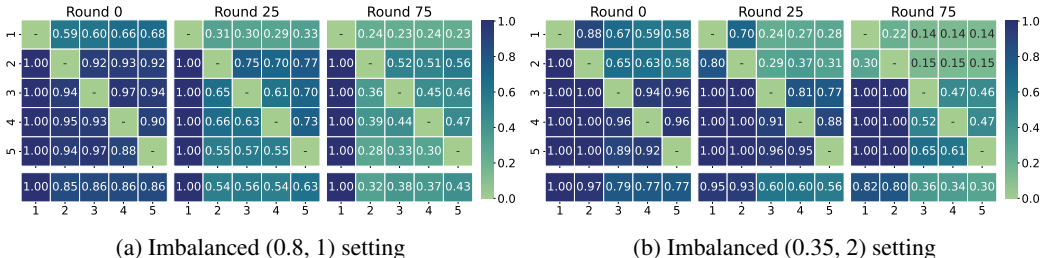 Round 0 Round 25 Round 75 Round 0 Round 25 Round 75
1 - 0.59 0.60 0.66 0.68 - 0.31 0.30 0.29 0.33 - 0.24 0.23 0.24 0.23 1.0 1 - 0.88 0.67 0.59 0.58 - 0.70 0.24 0.27 0.28 - 0.22 0.14 0.14 0.14 1.0
2 1.00 - 0.92 0.93 0.92 1.00 - 0.75 0.70 0.77 1.00 - 0.52 0.51 0.56 0.8 2 1.00 - 0.65 0.63 0.58 0.80 - 0.29 0.37 0.31 0.30 - 0.15 0.15 0.15 0.8
3 1.00 0.94 - 0.97 0.94 1.00 0.65 - 0.61 0.70 1.00 0.36 - 0.45 0.46 0.6 3 1.00 1.00 - 0.94 0.96 1.00 1.00 - 0.81 0.77 1.00 1.00 - 0.47 0.46 0.6
4 1.00 0.95 0.93 - 0.90 1.00 0.66 0.63 - 0.73 1.00 0.39 0.44 - 0.47 0.4 4 1.00 1.00 0.96 - 0.96 1.00 1.00 0.91 - 0.88 1.00 1.00 0.52 - 0.47 0.4
5 1.00 0.94 0.97 0.88 - 1.00 0.55 0.57 0.55 - 1.00 0.28 0.33 0.30 - 0.2 5 1.00 1.00 0.89 0.92 - 1.00 1.00 0.96 0.95 - 1.00 1.00 0.65 0.61 - 0.2
1.00 0.85 0.86 0.86 0.86 1.00 0.54 0.56 0.54 0.63 1.00 0.32 0.38 0.37 0.43 0.0 1.00 0.97 0.79 0.77 0.77 0.95 0.93 0.60 0.60 0.56 0.82 0.80 0.36 0.34 0.30 0.0
1 2 3 4 5 1 2 3 4 5 1 2 3 4 5 1 2 3 4 5 1 2 3 4 5 1 2 3 4 5
(a) Imbalanced (0.8, 1) setting (b) Imbalanced (0.35, 2) setting